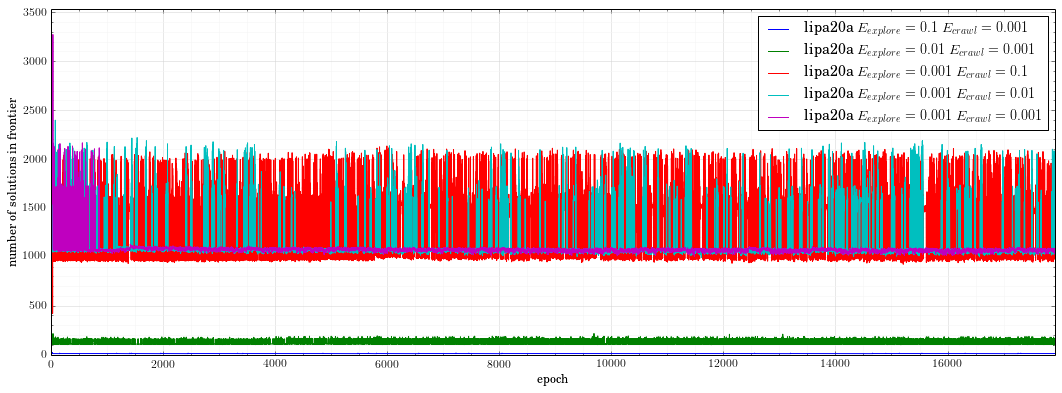 3500
3000
2500
2000
1500
1000
500
0
number of solutions in frontier
lipa20a E_explore = 0.1 E_crawl = 0.001
lipa20a E_explore = 0.01 E_crawl = 0.001
lipa20a E_explore = 0.001 E_crawl = 0.1
lipa20a E_explore = 0.001 E_crawl = 0.01
lipa20a E_explore = 0.001 E_crawl = 0.001
0 2000 4000 6000 8000 10000 12000 14000 16000
epoch